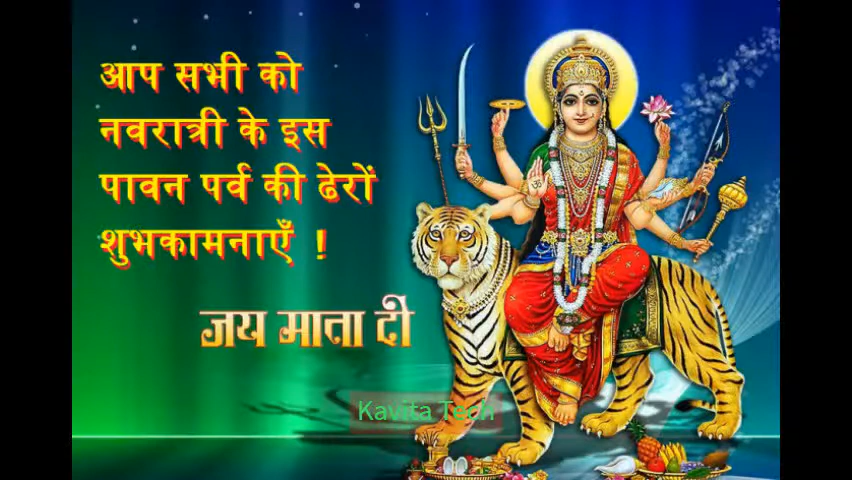 आप सभी को
नवरात्री के इस
पावन पर्व की ढेरों
शुभकामनाएँ !
जय माता दी
Kavita Tech